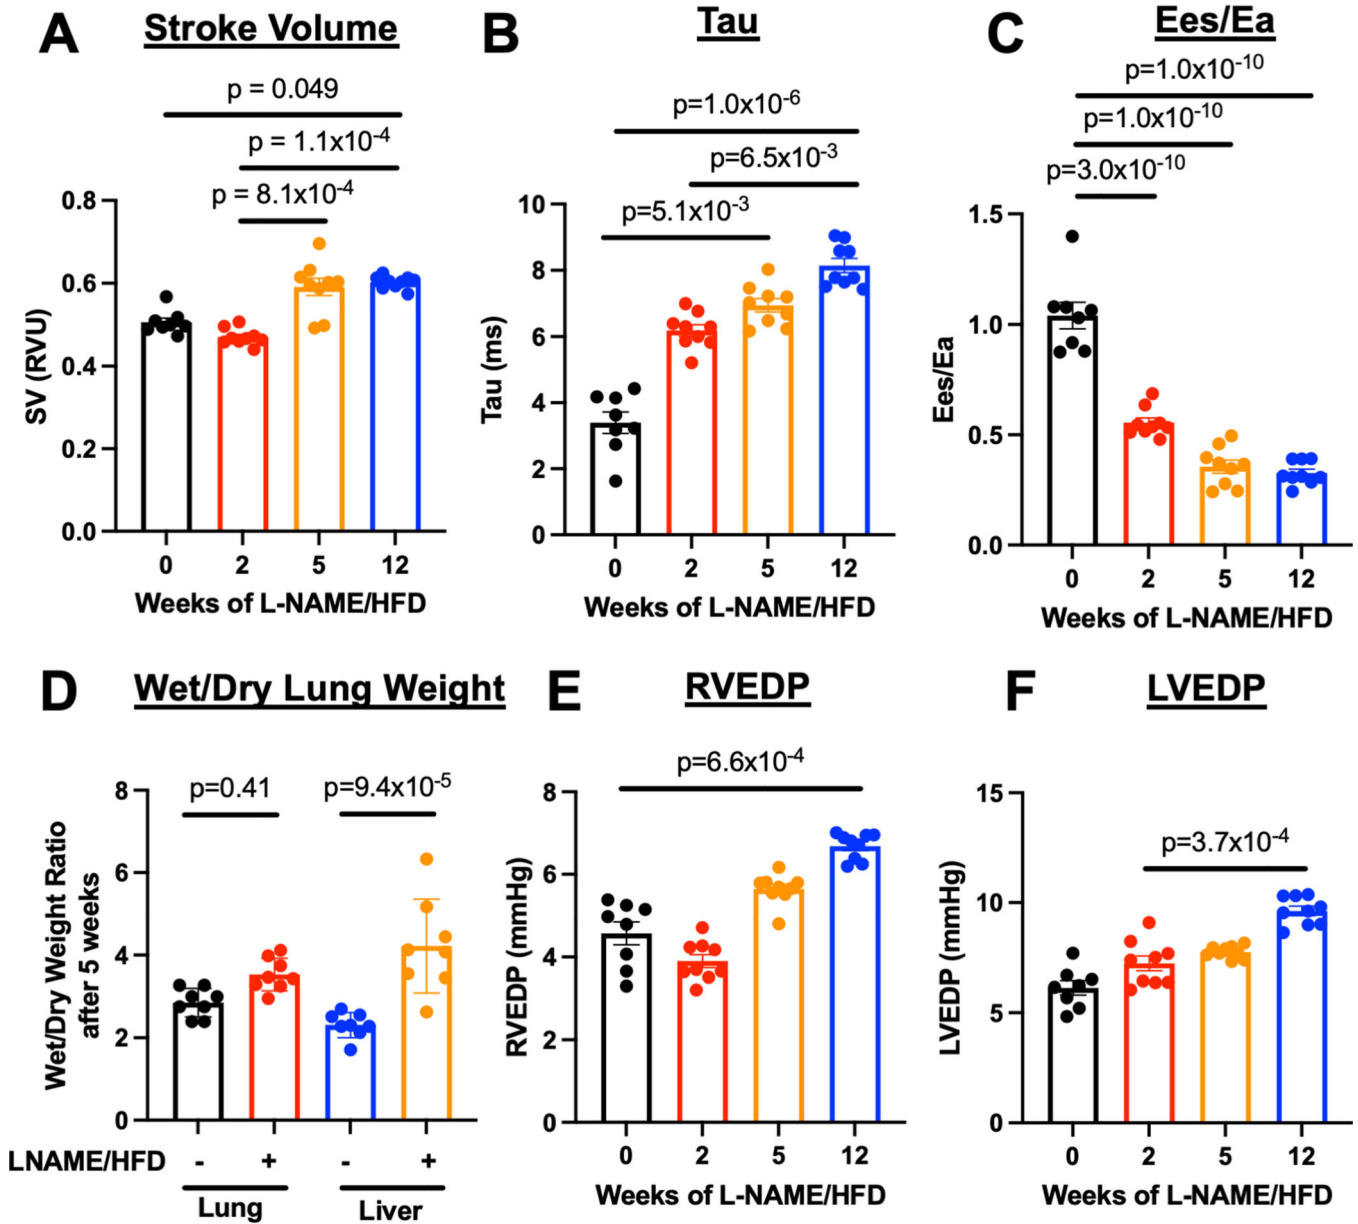 A
Stroke Volume
p = 0.049
p = 1.1x10-4
p = 8.1x10-4
0.8
0.6
0.4
0.2
0.0
SV (RVU)
0 2 5 12
Weeks of L-NAME/HFD
B
Tau
p=1.0x10-6
p=6.5x10-3
p=5.1x10-3
10
8
6
4
2
0
Tau (ms)
0 2 5 12
Weeks of L-NAME/HFD
C
Ees/Ea
p=1.0x10-10
p=1.0x10-10
p=3.0x10-10
1.5
1.0
0.5
0.0
Ees/Ea
0 2 5 12
Weeks of L-NAME/HFD
D
Wet/Dry Lung Weight
p=0.41
p=9.4x10-5
8
6
4
2
0
Wet/Dry Weight Ratio
after 5 weeks
LNAME/HFD - + - +
Lung Liver
E
RVEDP
p=6.6x10-4
8
6
4
2
0
RVEDP (mmHg)
0 2 5 12
Weeks of L-NAME/HFD
F
LVEDP
p=3.7x10-4
15
10
5
0
LVEDP (mmHg)
0 2 5 12
Weeks of L-NAME/HFD